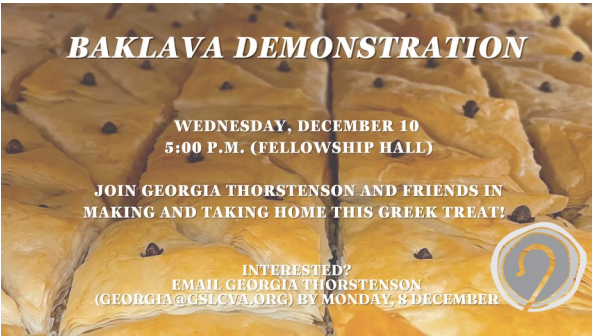 BAKLAVA DEMONSTRATION
WEDNESDAY, DECEMBER 10
5:00 P.M. (FELLOWSHIP HALL)
JOIN GEORGIA THORSTENSON AND FRIENDS IN
MAKING AND TAKING HOME THIS GREEK TREAT!
INTERESTED?
EMAIL GEORGIA THORSTENSON
(GEORGIA@GSLCVA.ORG) BY MONDAY, 8 DECEMBER